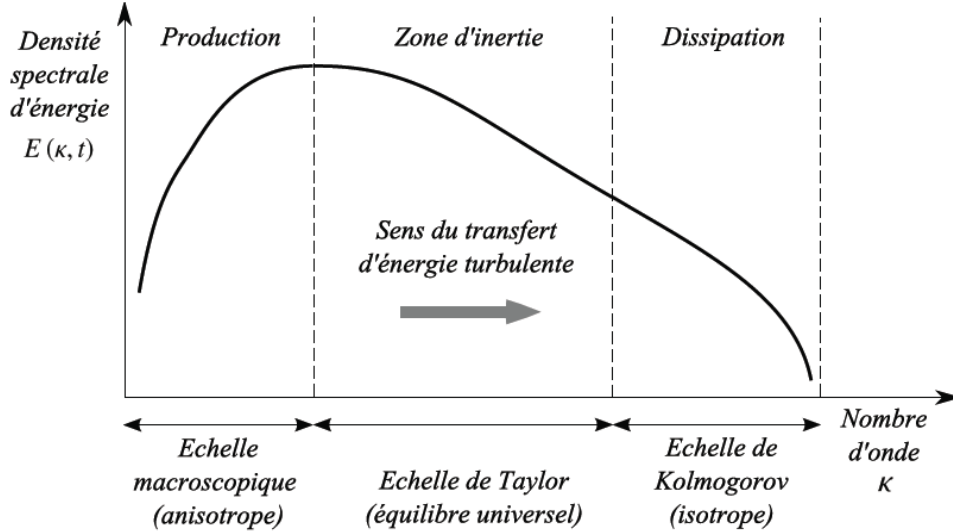 Densité
spectrale
d'énergie
E (κ, t)
Production
Zone d'inertie
Dissipation
Sens du transfert
d'énergie turbulente
Echelle
macroscopique
(anisotrope)
Echelle de Taylor
(équilibre universel)
Echelle de
Kolmogorov
(isotrope)
Nombre
d'onde
κ